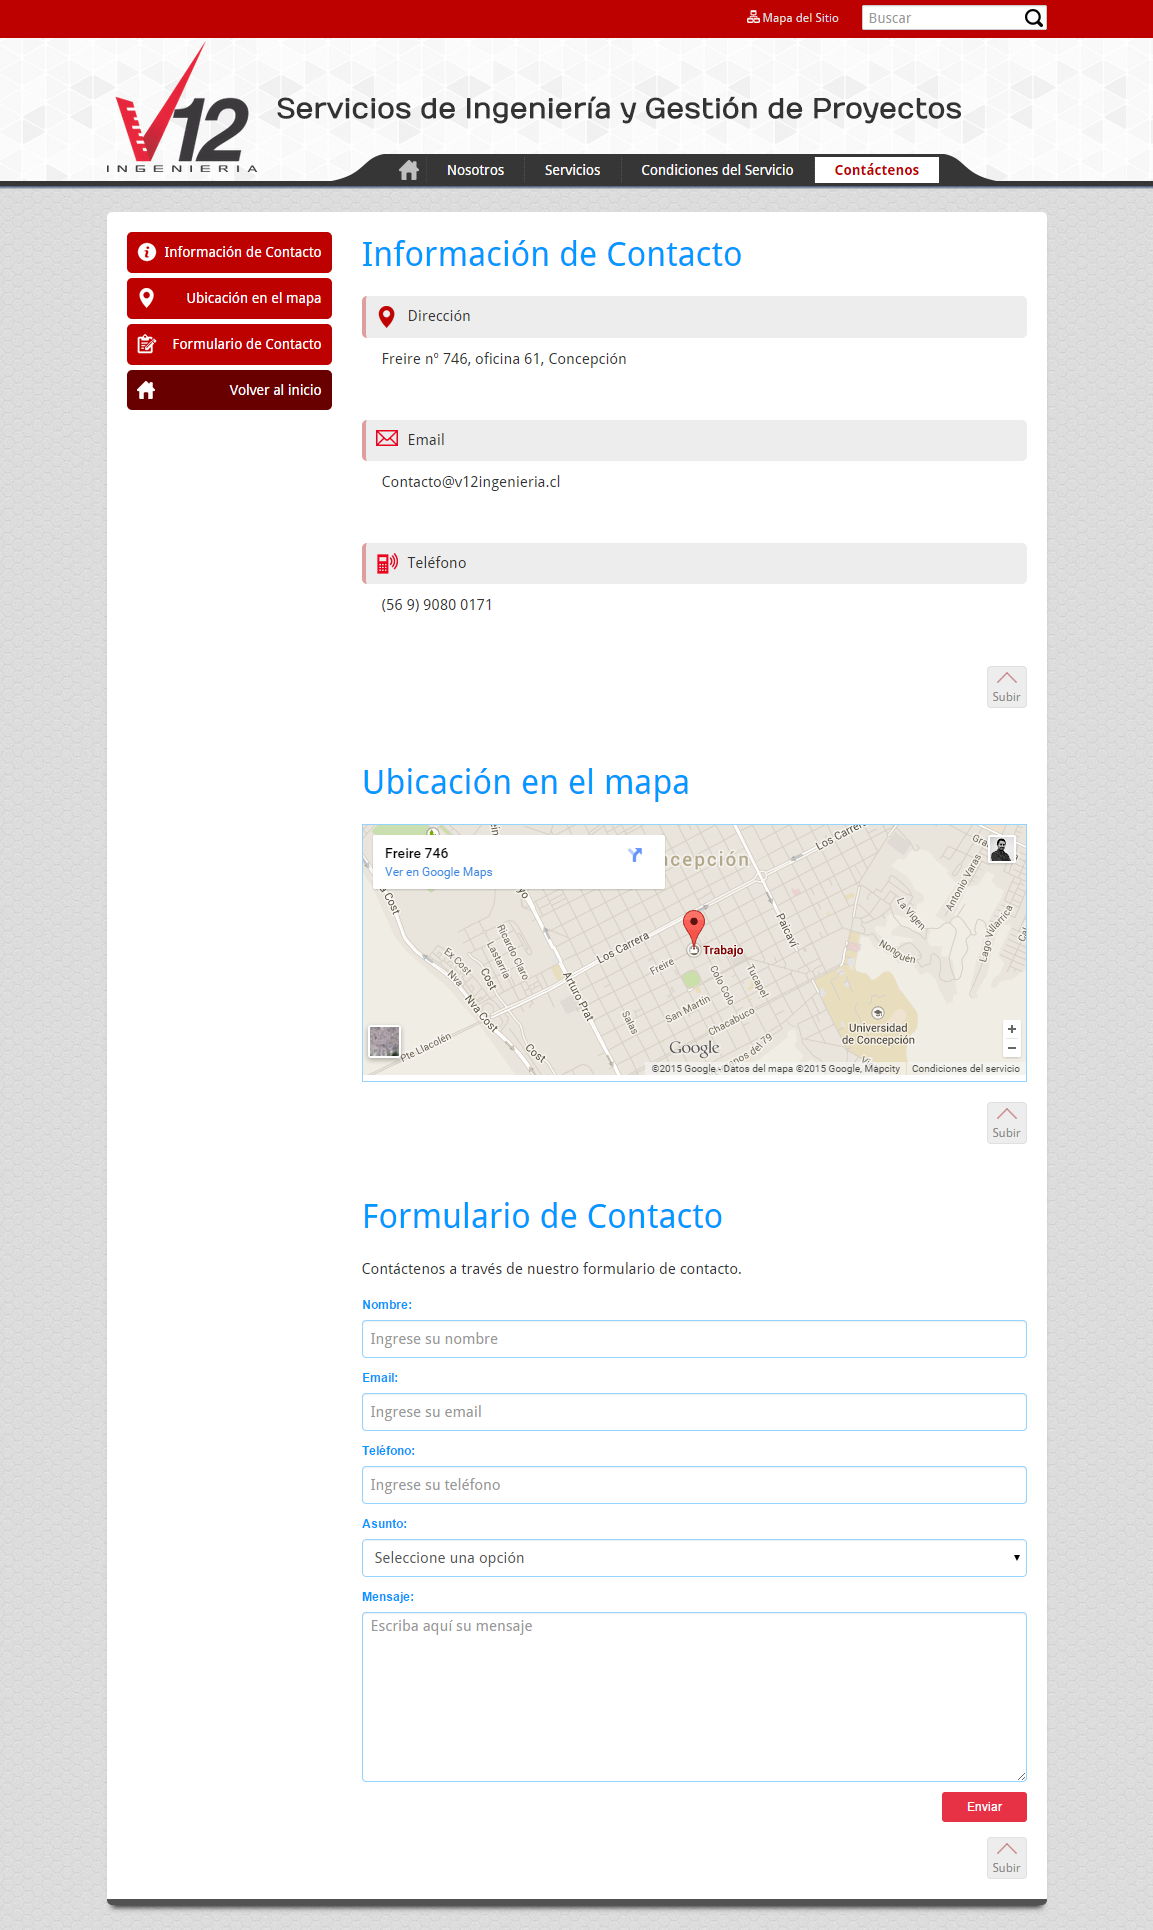 Mapa del Sitio
Buscar
V12
INGENIERIA
Servicios de Ingeniería y Gestión de Proyectos
Nosotros
Servicios
Condiciones del Servicio
Contáctenos
Información de Contacto
Ubicación en el mapa
Formulario de Contacto
Volver al inicio
Información de Contacto
Dirección
Freire nº 746, oficina 61, Concepción
Email
Contacto@v12ingenieria.cl
Teléfono
(56 9) 9080 0171
Subir
Ubicación en el mapa
Freire 746
Ver en Google Maps
ncepción
Los Carrera
Antonio Varas
Lago Villarrica
La Vigen
Nonguén
Paicaví
Trabajo
Los Carrera
Freire
Ricardo Claro
Lastarria
Ex Cost
Nva
Cost
Nva Cost
Arturo Prat
Colo Colo
Tucapel
San Martín
Chacabuco
Salas
Cost
Pte Llacolén
Universidad
de Concepción
Google
©2015 Google - Datos del mapa ©2015 Google, Mapcity
Condiciones del servicio
Subir
Formulario de Contacto
Contáctenos a través de nuestro formulario de contacto.
Nombre:
Ingrese su nombre
Email:
Ingrese su email
Teléfono:
Ingrese su teléfono
Asunto:
Seleccione una opción
Mensaje:
Escriba aquí su mensaje
Enviar
Subir